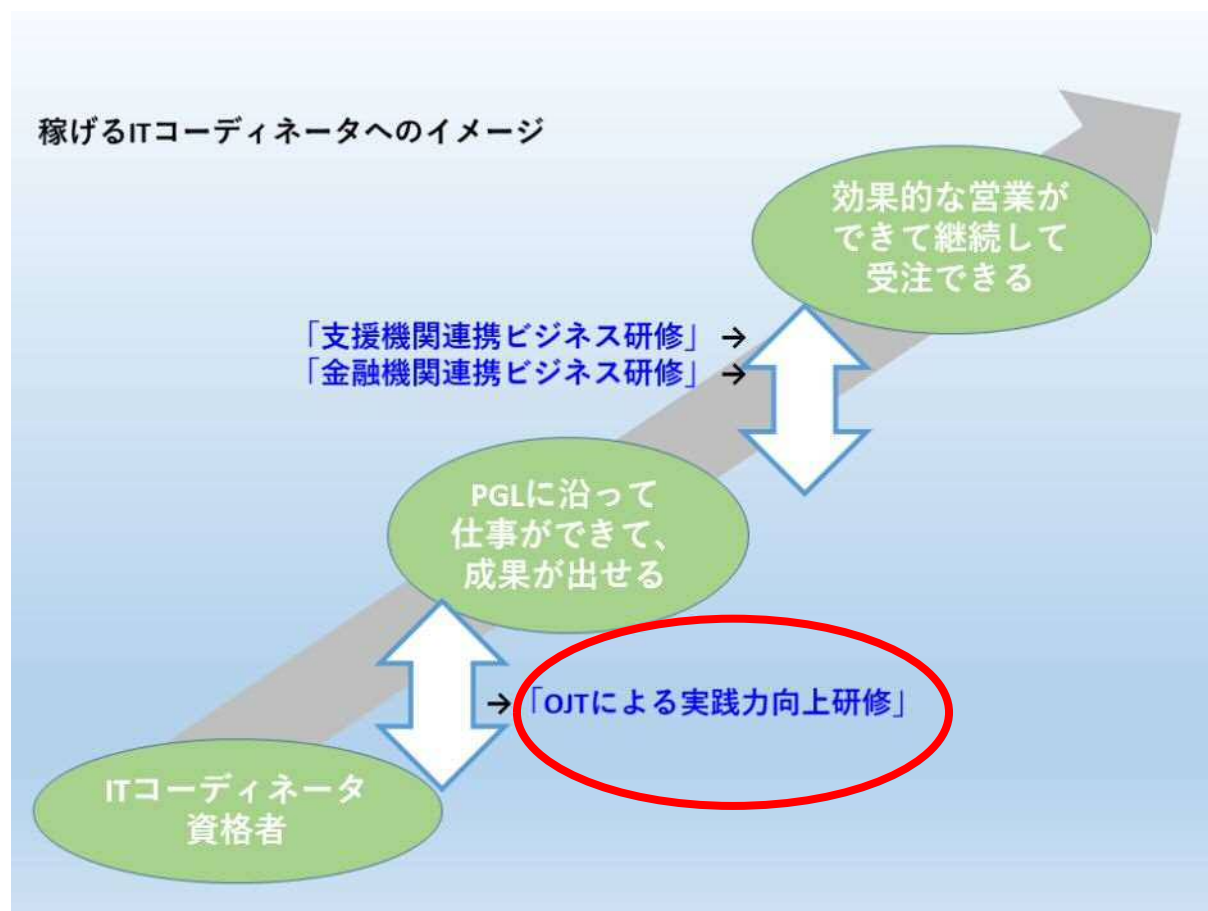 稼げるITコーディネータへのイメージ
効果的な営業が
できて継続して
受注できる
「支援機関連携ビジネス研修」 →
「金融機関連携ビジネス研修」 →
PGLに沿って
仕事ができて、
成果が出せる
→ 「OJTによる実践力向上研修」
ITコーディネータ
資格者